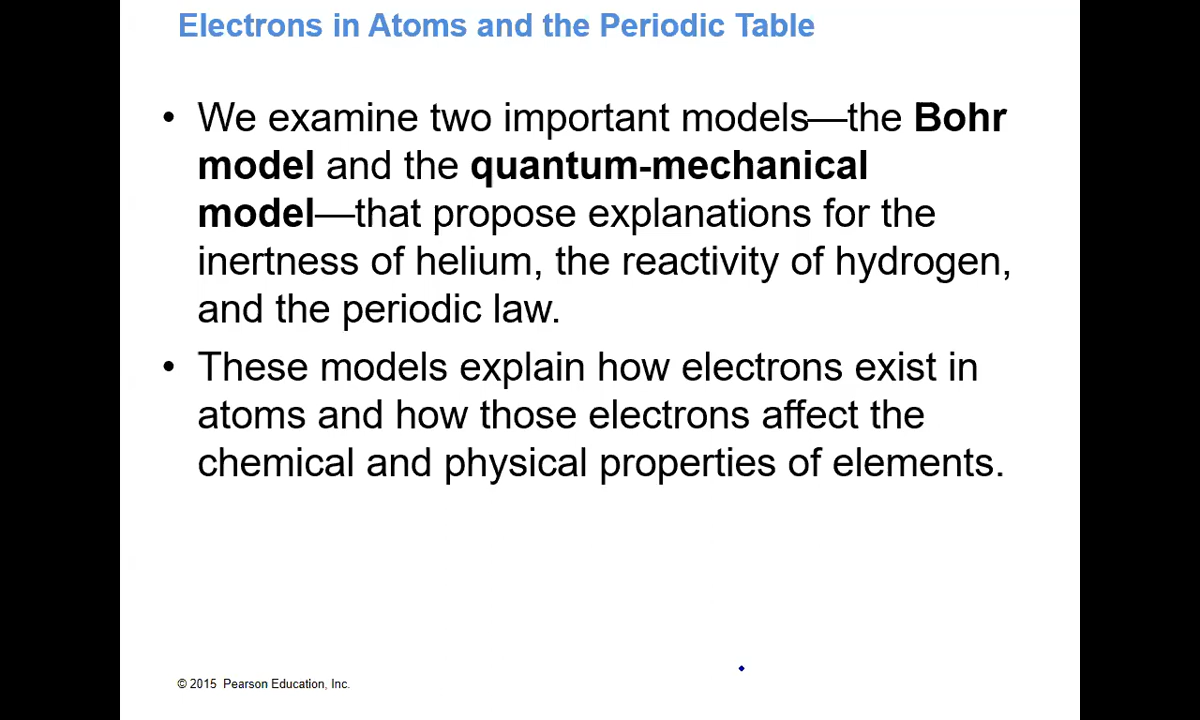 Electrons in Atoms and the Periodic Table
• We examine two important models—the Bohr
model and the quantum-mechanical
model—that propose explanations for the
inertness of helium, the reactivity of hydrogen,
and the periodic law.
• These models explain how electrons exist in
atoms and how those electrons affect the
chemical and physical properties of elements.
© 2015 Pearson Education, Inc.